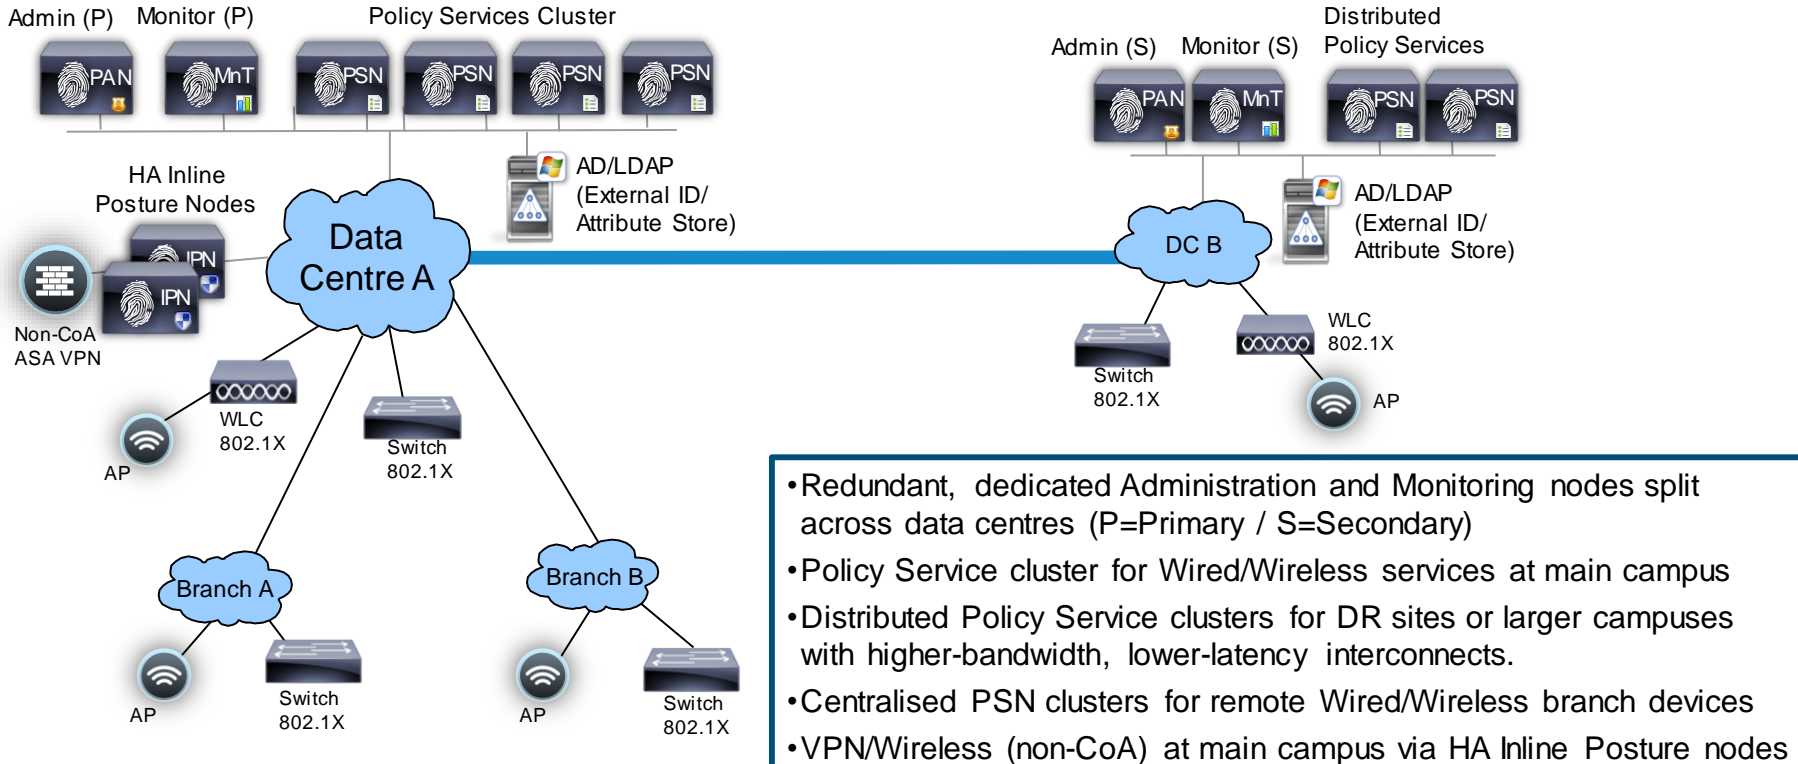 Admin (P)
Monitor (P)
Policy Services Cluster
Distributed
Policy Services
Admin (S)
Monitor (S)
PAN
MnT
PSN
PSN
PSN
PSN
PAN
MnT
PSN
PSN
HA Inline
Posture Nodes
AD/LDAP
(External ID/
Attribute Store)
AD/LDAP
(External ID/
Attribute Store)
Data
Centre A
DC B
IPN
IPN
Non-CoA
ASA VPN
WLC
802.1X
Switch
802.1X
AP
WLC
802.1X
Switch
802.1X
AP
Branch A
Branch B
AP
Switch
802.1X
AP
Switch
802.1X
•Redundant, dedicated Administration and Monitoring nodes split
across data centres (P=Primary / S=Secondary)
•Policy Service cluster for Wired/Wireless services at main campus
•Distributed Policy Service clusters for DR sites or larger campuses
with higher-bandwidth, lower-latency interconnects.
•Centralised PSN clusters for remote Wired/Wireless branch devices
•VPN/Wireless (non-CoA) at main campus via HA Inline Posture nodes